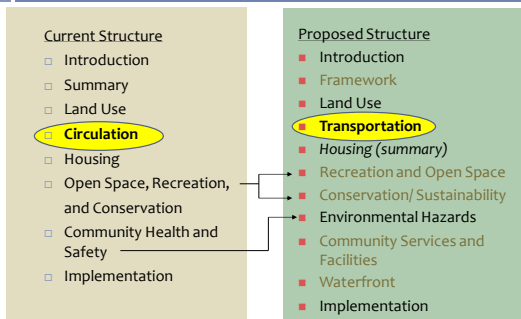 Current Structure
Introduction
Summary
Land Use
Circulation
Housing
Open Space, Recreation,
and Conservation
Community Health and
Safety
Implementation
Proposed Structure
Introduction
Framework
Land Use
Transportation
Housing (summary)
Recreation and Open Space
Conservation/ Sustainability
Environmental Hazards
Community Services and
Facilities
Waterfront
Implementation